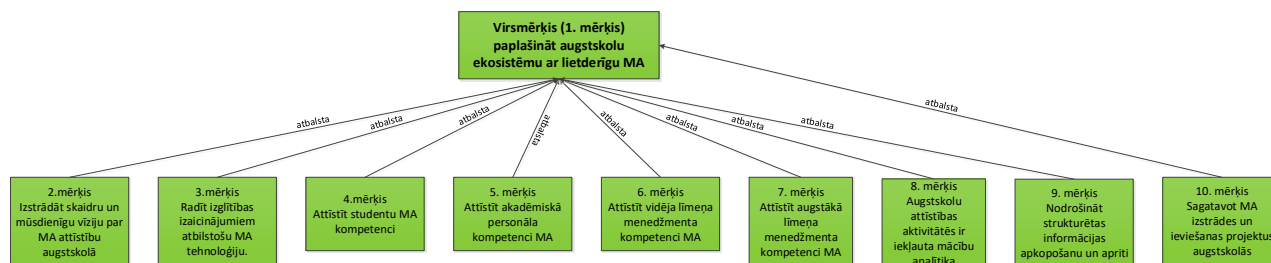 Virsmērķis (1. mērķis)
paplašināt augstskolu
ekosistēmu ar lietderīgu MA
atbalsta
atbalsta
atbalsta
atbalsta
atbalsta
atbalsta
atbalsta
atbalsta
atbalsta
2.mērķis
Izstrādāt skaidru un
mūsdienīgu vīziju par
MA attīstību
augstskolā
3.mērķis
Radīt izglītības
izaicinājumiem
atbilstošu MA
tehnoloģiju.
4.mērķis
Attīstīt studentu MA
kompetenci
5. mērķis
Attīstīt akadēmiskā
personāla
kompetenci MA
6. mērķis
Attīstīt vidēja līmeņa
menedžmenta
kompetenci MA
7. mērķis
Attīstīt augstākā
līmeņa
menedžmenta
kompetenci MA
8. mērķis
Augstskolu
attīstības
aktivitātēs ir
iekļauta mācību
analītika
9. mērķis
Nodrošināt
strukturētas
informācijas
apkopošanu un apriti
10. mērķis
Sagatavot MA
izstrādes un
ieviešanas projektus
augstskolās